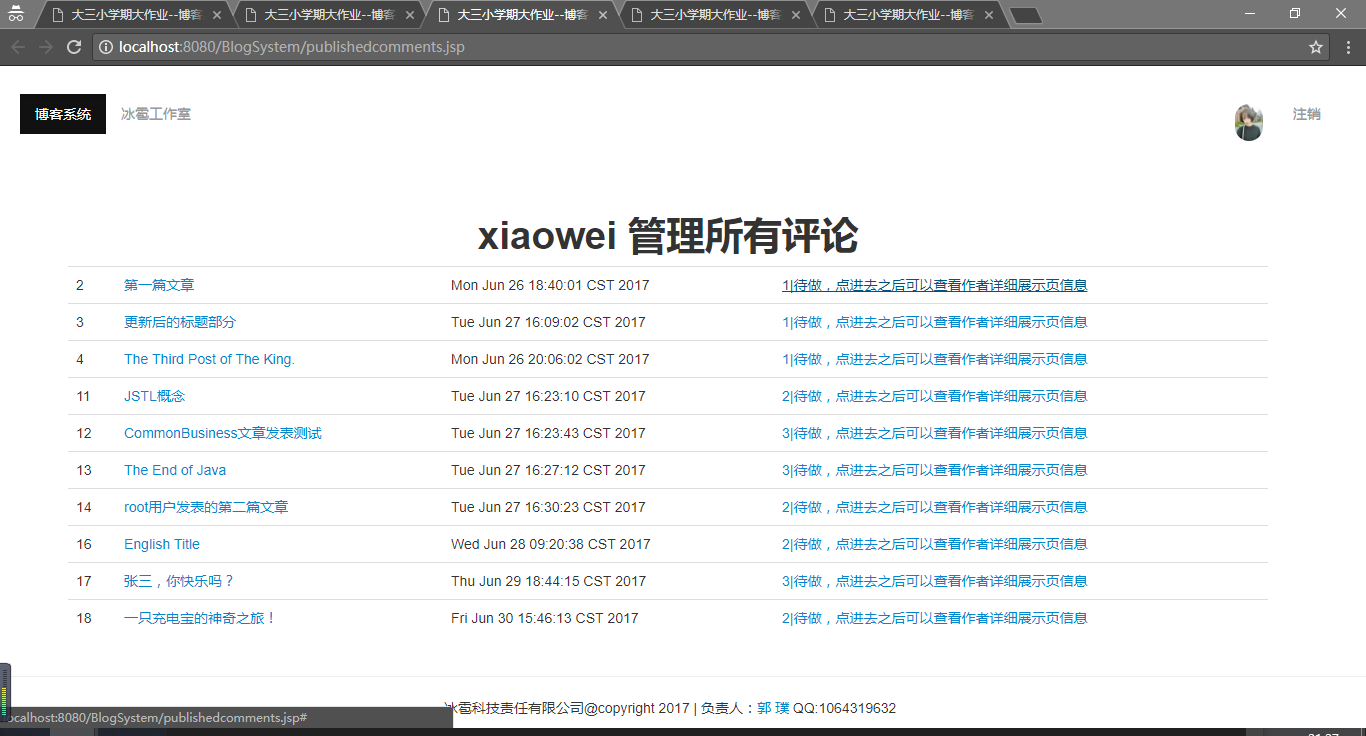 大三小学期大作业--博客 大三小学期大作业--博客 大三小学期大作业--博客 大三小学期大作业--博客 大三小学期大作业--博客
localhost:8080/BlogSystem/publishedcomments.jsp
博客系统 冰雹工作室 注销
xiaowei 管理所有评论
2 第一篇文章 Mon Jun 26 18:40:01 CST 2017 1|待做，点进去之后可以查看作者详细展示页信息
3 更新后的标题部分 Tue Jun 27 16:09:02 CST 2017 1|待做，点进去之后可以查看作者详细展示页信息
4 The Third Post of The King. Mon Jun 26 20:06:02 CST 2017 1|待做，点进去之后可以查看作者详细展示页信息
11 JSTL概念 Tue Jun 27 16:23:10 CST 2017 2|待做，点进去之后可以查看作者详细展示页信息
12 CommonBusiness文章发表测试 Tue Jun 27 16:23:43 CST 2017 3|待做，点进去之后可以查看作者详细展示页信息
13 The End of Java Tue Jun 27 16:27:12 CST 2017 3|待做，点进去之后可以查看作者详细展示页信息
14 root用户发表的第二篇文章 Tue Jun 27 16:30:23 CST 2017 2|待做，点进去之后可以查看作者详细展示页信息
16 English Title Wed Jun 28 09:20:38 CST 2017 2|待做，点进去之后可以查看作者详细展示页信息
17 张三，你快乐吗？ Thu Jun 29 18:44:15 CST 2017 3|待做，点进去之后可以查看作者详细展示页信息
18 一只充电宝的神奇之旅！ Fri Jun 30 15:46:13 CST 2017 2|待做，点进去之后可以查看作者详细展示页信息
冰雹科技责任有限公司@copyright 2017 | 负责人：郭 璞 QQ:1064319632
ocalhost:8080/BlogSystem/publishedcomments.jsp#